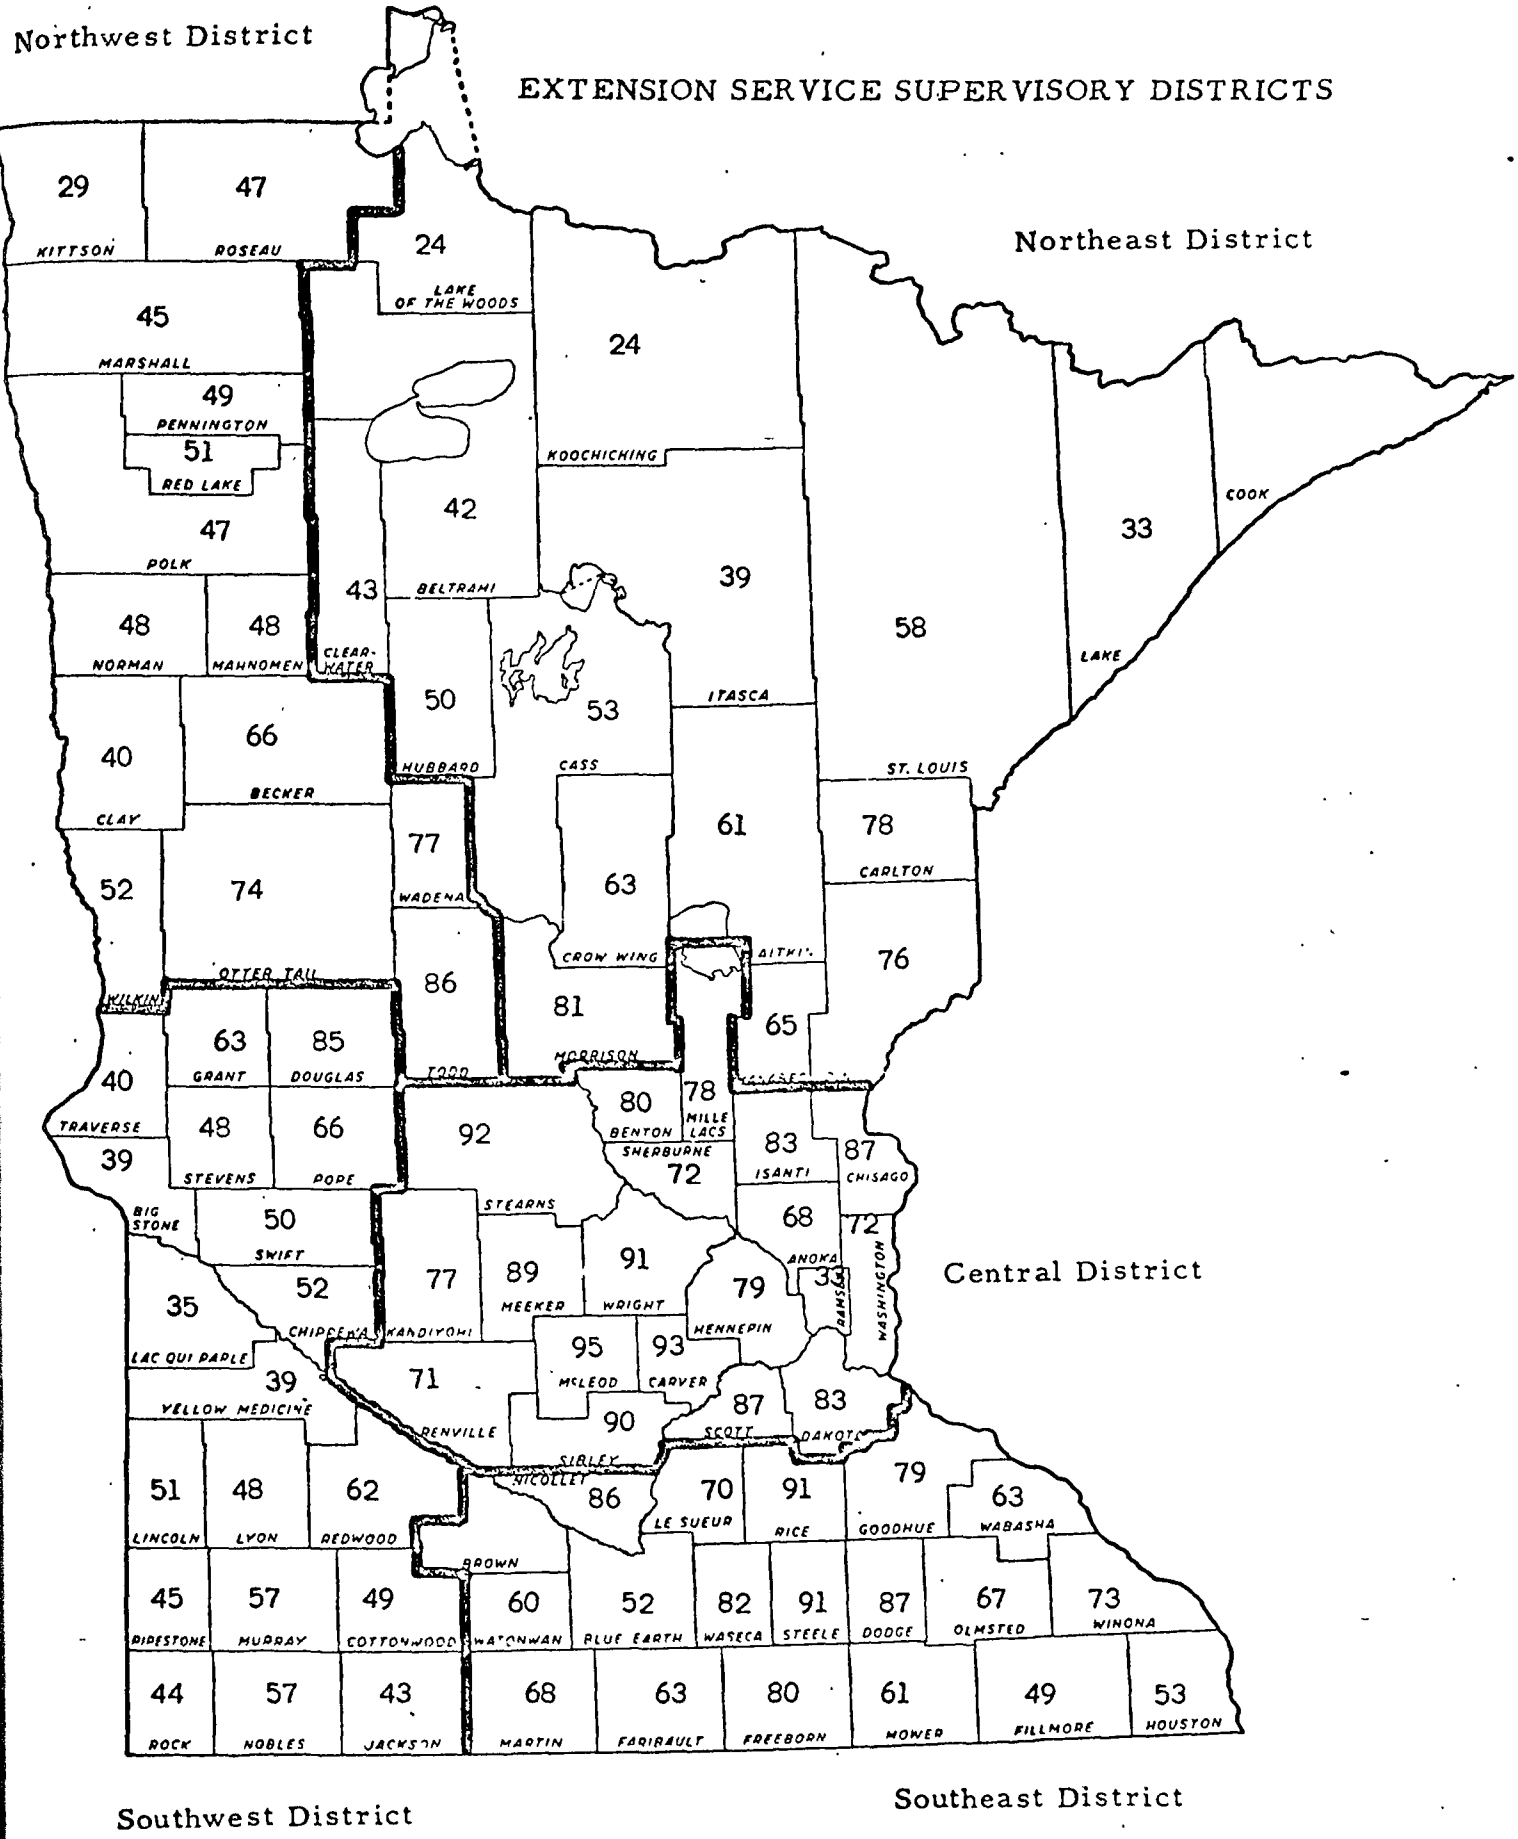 Northwest District
EXTENSION SERVICE SUPERVISORY DISTRICTS
29
47
KITTSON
ROSEAU
24
Northeast District
LAKE
OF THE WOODS
45
24
MARSHALL
49
PENNINGTON
51
KOOCHICHING
RED LAKE
COOK
42
33
47
POLK
39
43
BELTRAMI
48
48
58
NORMAN
MAHNOMEN
CLEAR-
WATER
LAKE
50
53
ITASCA
66
40
HUBBARD
CASS
ST. LOUIS
BECKER
CLAY
61
78
77
CARLTON
52
74
63
WADENA
CROW WING
76
OTTER TAIL
86
81
65
63
85
MORRISON
40
GRANT
DOUGLAS
TODD
80
78
TRAVERSE
48
66
92
BENTON
MILLE
LACS
83
87
39
SHERBURNE
72
ISANTI
CHISAGO
STEVENS
POPE
STEARNS
BIG
STONE
50
68
72
SWIFT
91
ANOKA
WASHINGTON
Central District
35
52
77
89
79
RAMSEY
MEEKER
WRIGHT
CHIPPEWA
KANDIYOHI
HENNEPIN
LAC QUI PARLE
95
93
39
71
MCLEOD
CARVER
YELLOW MEDICINE
87
83
RENVILLE
90
SCOTT
DAKOTA
SIBLEY
NICOLLET
51
48
62
86
70
91
79
63
LINCOLN
LYON
REDWOOD
LE SUEUR
RICE
GOODHUE
WABASHA
BROWN
45
57
49
60
52
82
91
87
67
73
PIPESTONE
MURRAY
COTTONWOOD
WATONWAN
BLUE EARTH
WASECA
STEELE
DODGE
OLMSTED
WINONA
44
57
43
68
63
80
61
49
53
ROCK
NOBLES
JACKSON
MARTIN
FARIBAULT
FREEBORN
MOWER
FILLMORE
HOUSTON
Southwest District
Southeast District